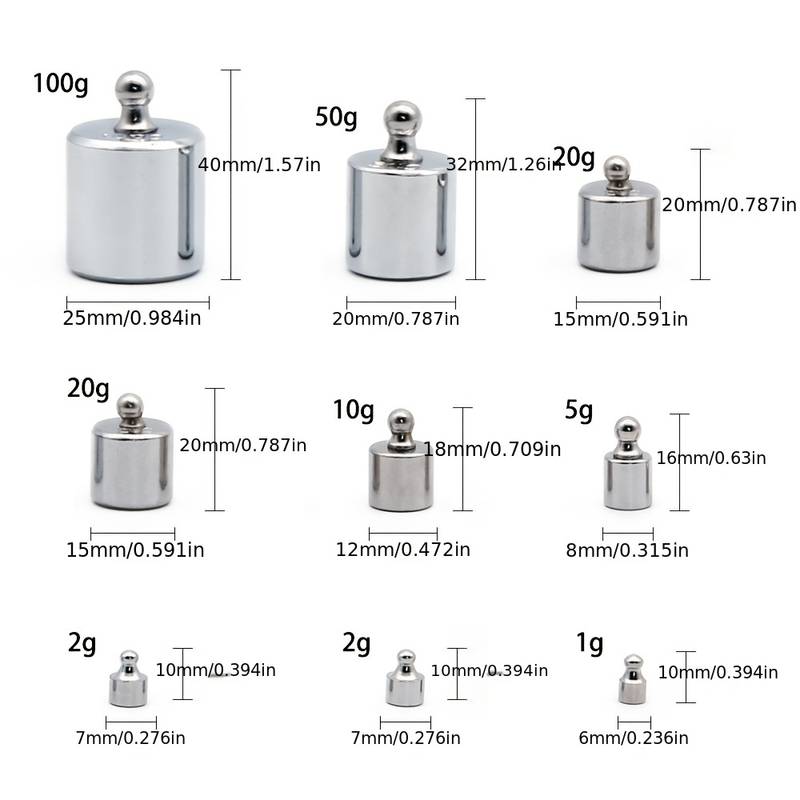 100g
40mm/1.57in
25mm/0.984in
50g
32mm/1.26in
20mm/0.787in
20g
20mm/0.787in
15mm/0.591in
20g
20mm/0.787in
15mm/0.591in
10g
18mm/0.709in
12mm/0.472in
5g
16mm/0.63in
8mm/0.315in
2g
10mm/0.394in
7mm/0.276in
2g
10mm/0.394in
7mm/0.276in
1g
10mm/0.394in
6mm/0.236in